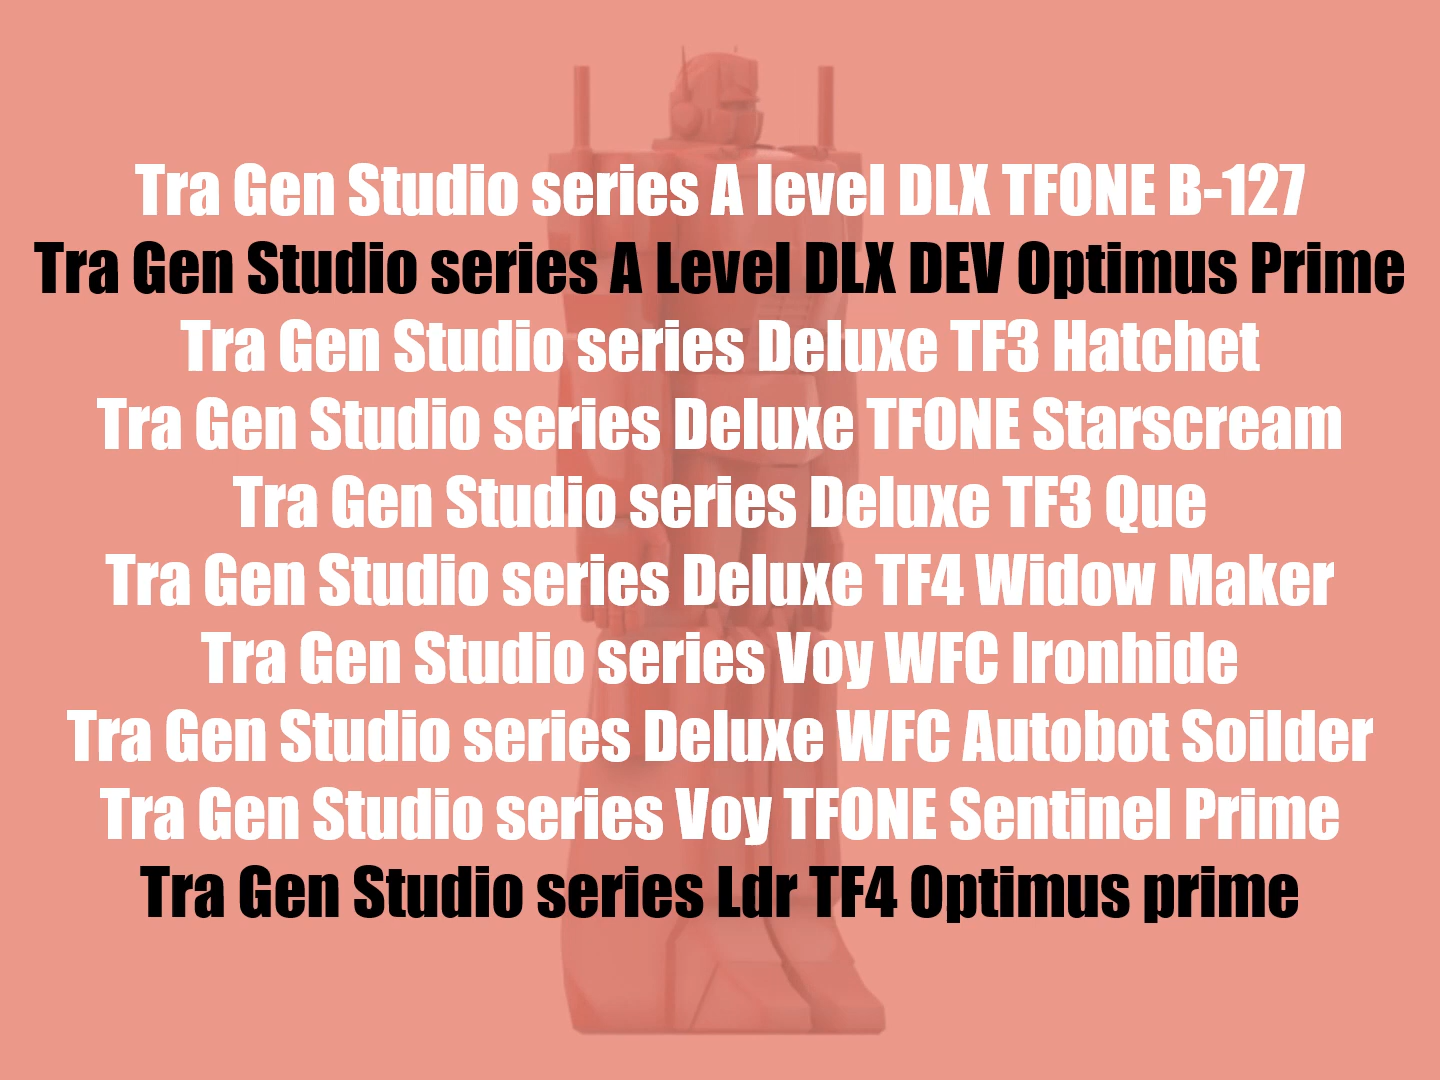 Tra Gen Studio series A level DLX TFONE B-127
Tra Gen Studio series A Level DLX DEV Optimus Prime
Tra Gen Studio series Deluxe TF3 Hatchet
Tra Gen Studio series Deluxe TFONE Starscream
Tra Gen Studio series Deluxe TF3 Que
Tra Gen Studio series Deluxe TF4 Widow Maker
Tra Gen Studio series Voy WFC Ironhide
Tra Gen Studio series Deluxe WFC Autobot Soilder
Tra Gen Studio series Voy TFONE Sentinel Prime
Tra Gen Studio series Ldr TF4 Optimus prime